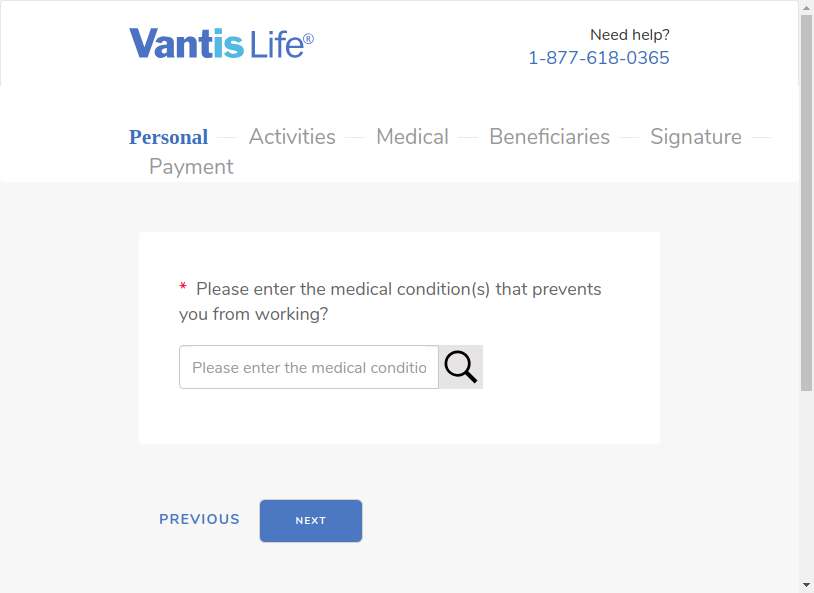 Vantis Life®
Need help?
1-877-618-0365
Personal
Activities
Medical
Beneficiaries
Signature
Payment
* Please enter the medical condition(s) that prevents
you from working?
Please enter the medical conditio
PREVIOUS
NEXT